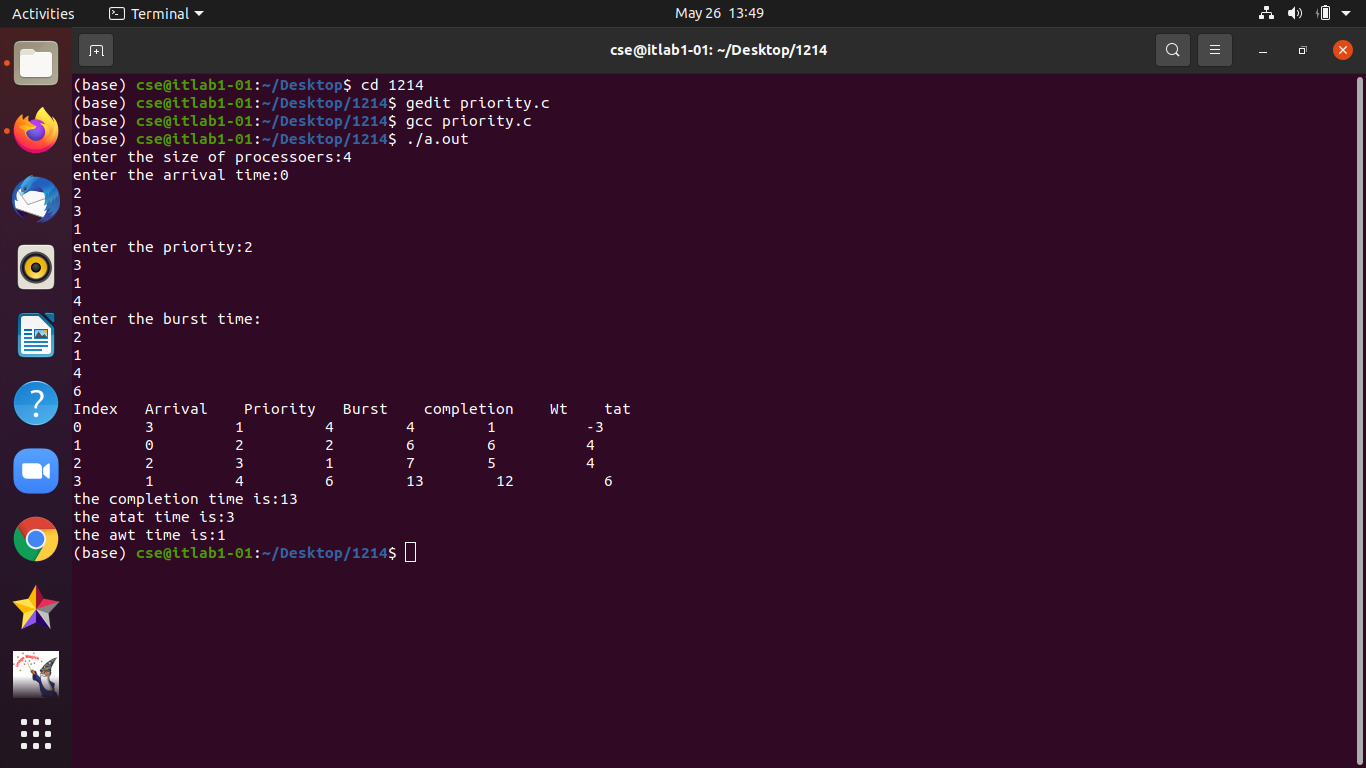 Activities Terminal May 26 13:49
cse@itlab1-01: ~/Desktop/1214
(base) cse@itlab1-01:~/Desktop$ cd 1214
(base) cse@itlab1-01:~/Desktop/1214$ gedit priority.c
(base) cse@itlab1-01:~/Desktop/1214$ gcc priority.c
(base) cse@itlab1-01:~/Desktop/1214$ ./a.out
enter the size of processoers:4
enter the arrival time:0
2
3
1
enter the priority:2
3
1
4
enter the burst time:
2
1
4
6
Index   Arrival    Priority   Burst    completion    Wt    tat
0       3         1         4        4        1          -3
1       0         2         2        6        6          4
2       2         3         1        7        5          4
3       1         4         6        13        12          6
the completion time is:13
the atat time is:3
the awt time is:1
(base) cse@itlab1-01:~/Desktop/1214$